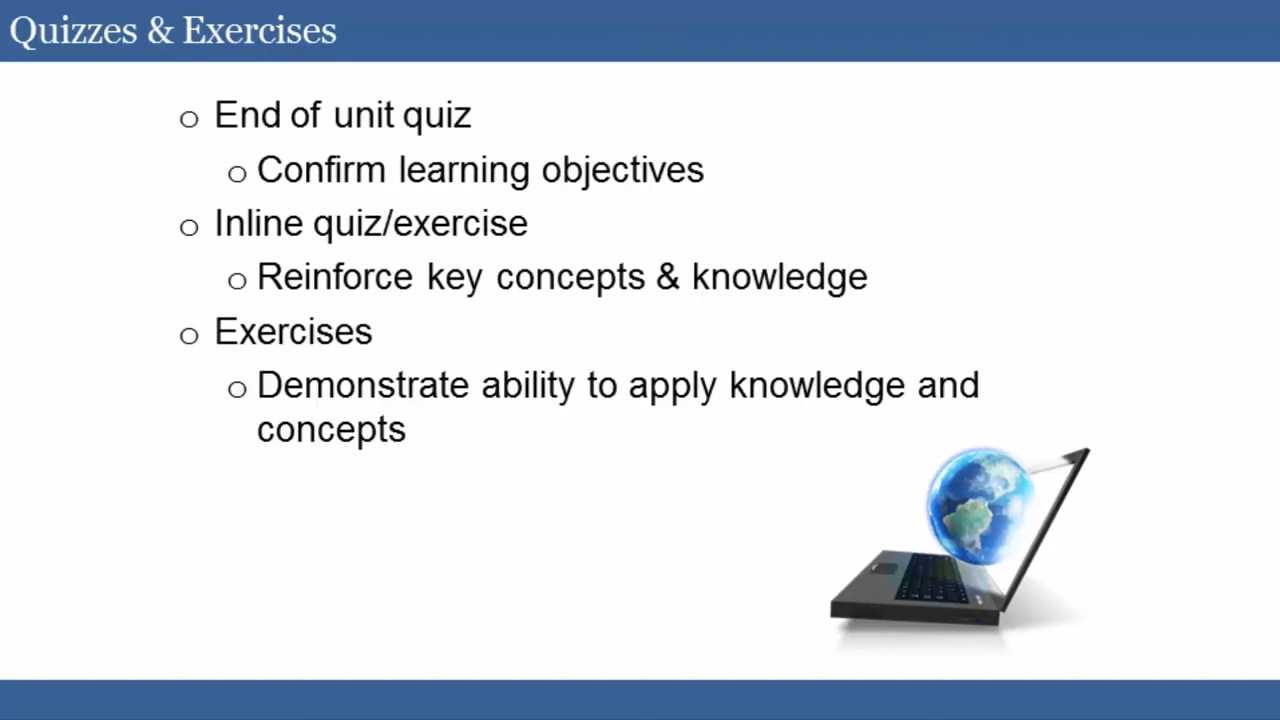 Quizzes & Exercises
o End of unit quiz
o Confirm learning objectives
o Inline quiz/exercise
o Reinforce key concepts & knowledge
o Exercises
o Demonstrate ability to apply knowledge and
concepts